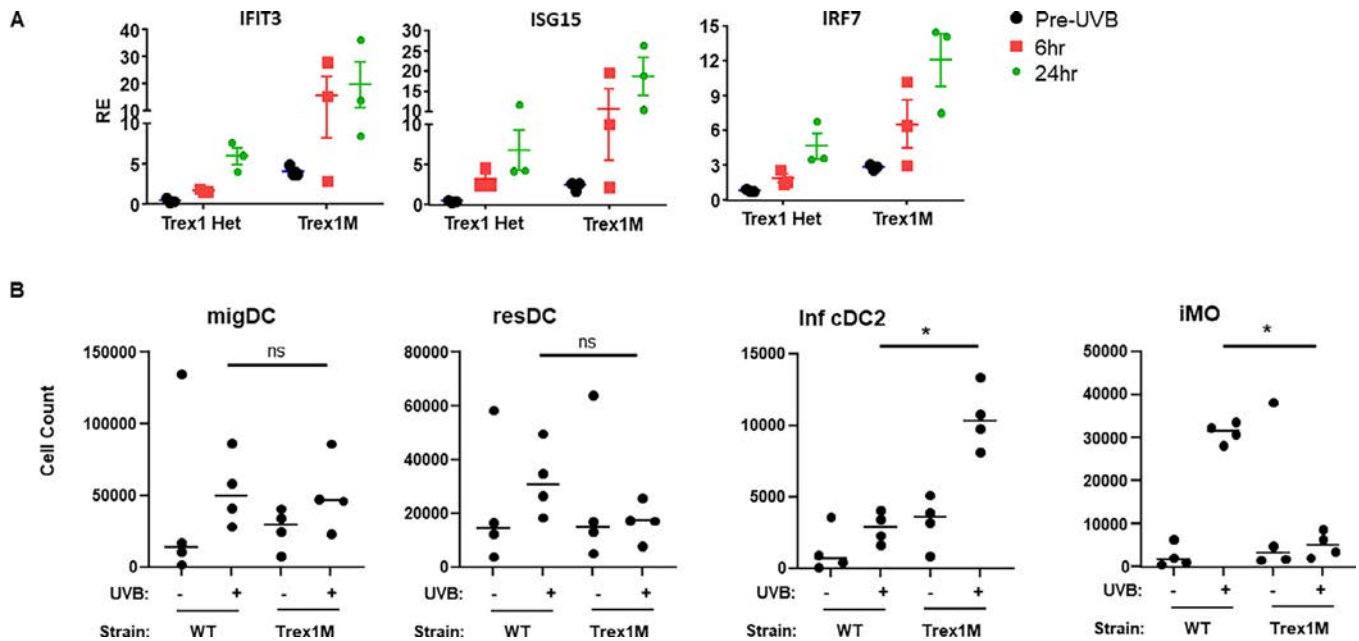 A
IFIT3
ISG15
IRF7
Pre-UVB
6hr
24hr
RE
40
30
20
10
10
5
0
30
25
20
15
10
10
5
0
15
12
9
6
3
0
Trex1 Het
Trex1M
Trex1 Het
Trex1M
Trex1 Het
Trex1M
B
migDC
resDC
Inf cDC2
iMO
Cell Count
150000
100000
50000
0
ns
80000
60000
40000
20000
0
ns
15000
10000
5000
0
*
50000
40000
30000
20000
10000
0
*
UVB: - + - +
UVB: - + - +
UVB: - + - +
UVB: - + - +
Strain: WT Trex1M
Strain: WT Trex1M
Strain: WT Trex1M
Strain: WT Trex1M